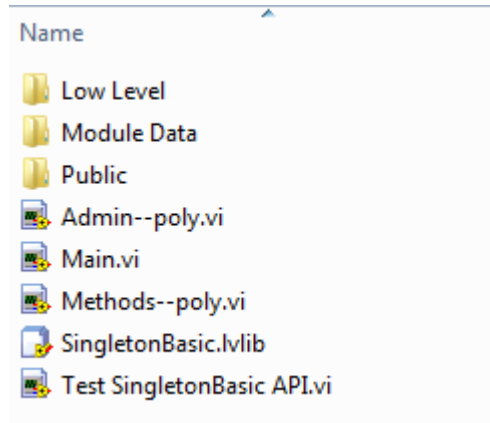 Name
Low Level
Module Data
Public
Admin--poly.vi
Main.vi
Methods--poly.vi
SingletonBasic.lvlib
Test SingletonBasic API.vi